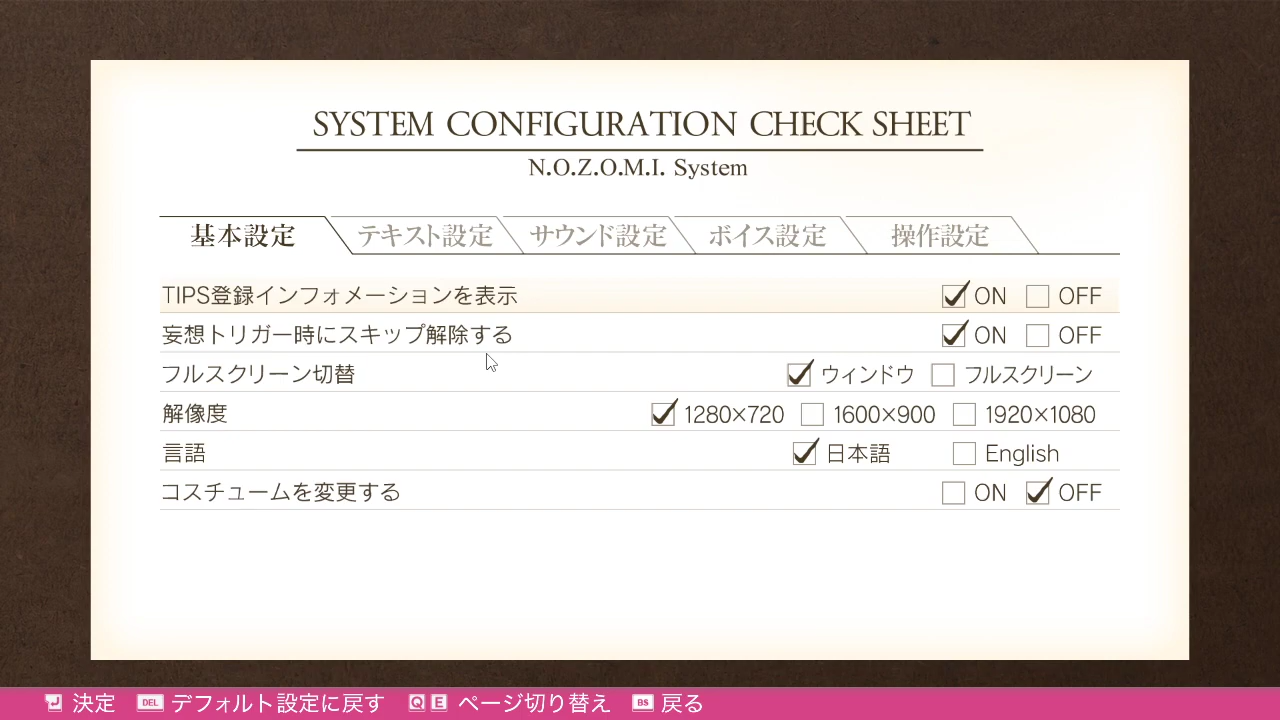 SYSTEM CONFIGURATION CHECK SHEET
N.O.Z.O.M.I. System
基本設定 テキスト設定 サウンド設定 ボイス設定 操作設定
TIPS登録インフォメーションを表示 ON OFF
妄想トリガー時にスキップ解除する ON OFF
フルスクリーン切替 ウィンドウ フルスクリーン
解像度 1280×720 1600×900 1920×1080
言語 日本語 English
コスチュームを変更する ON OFF
決定 DEL デフォルト設定に戻す Q E ページ切り替え BS 戻る